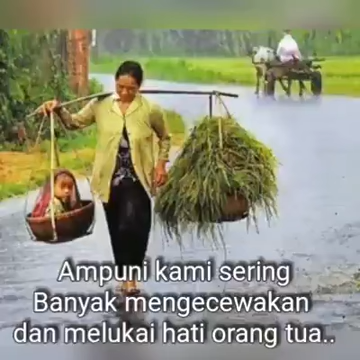 Ampuni kami sering
Banyak mengecewakan
dan melukai hati orang tua..